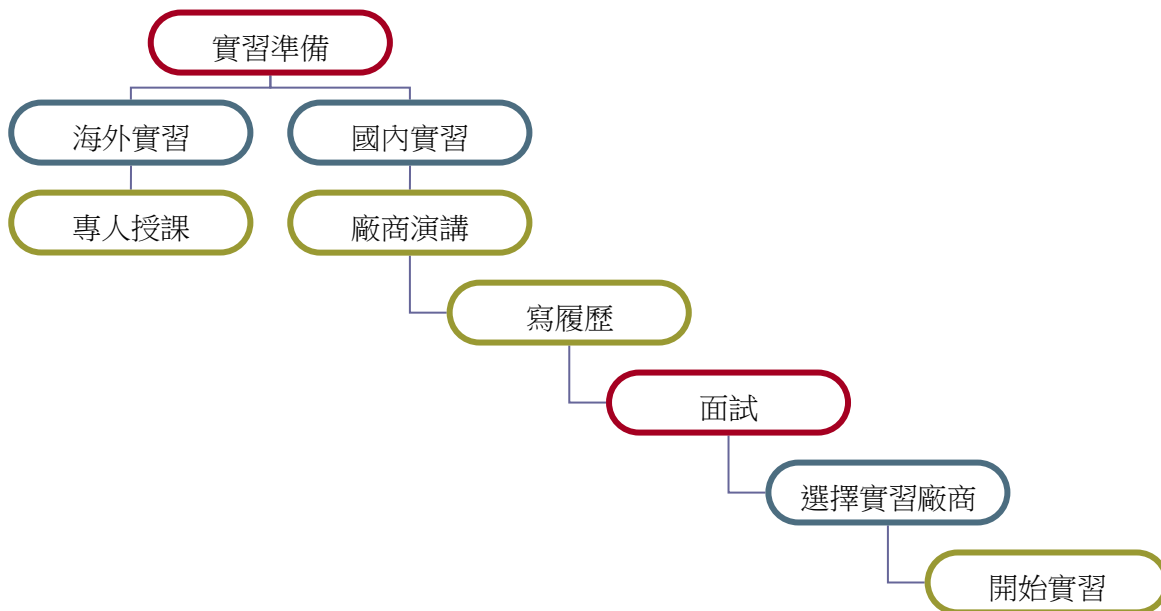 實習準備
海外實習
國內實習
專人授課
廠商演講
寫履歷
面試
選擇實習廠商
開始實習